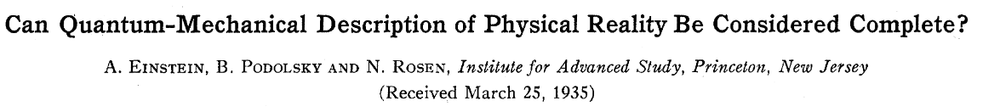 Can Quantum-Mechanical Description of Physical Reality Be Considered Complete?
A. EINSTEIN, B. PODOLSKY AND N. ROSEN, Institute for Advanced Study, Princeton, New Jersey
(Received March 25, 1935)